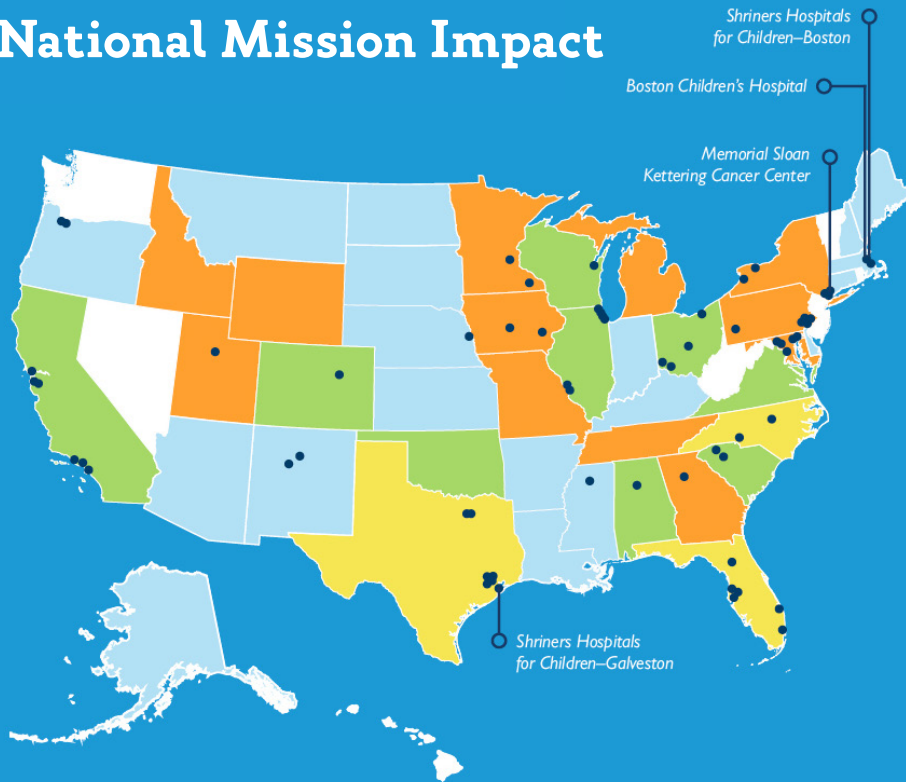 National Mission Impact
Shriners Hospitals
for Children–Boston
Boston Children's Hospital
Memorial Sloan
Kettering Cancer Center
Shriners Hospitals
for Children–Galveston